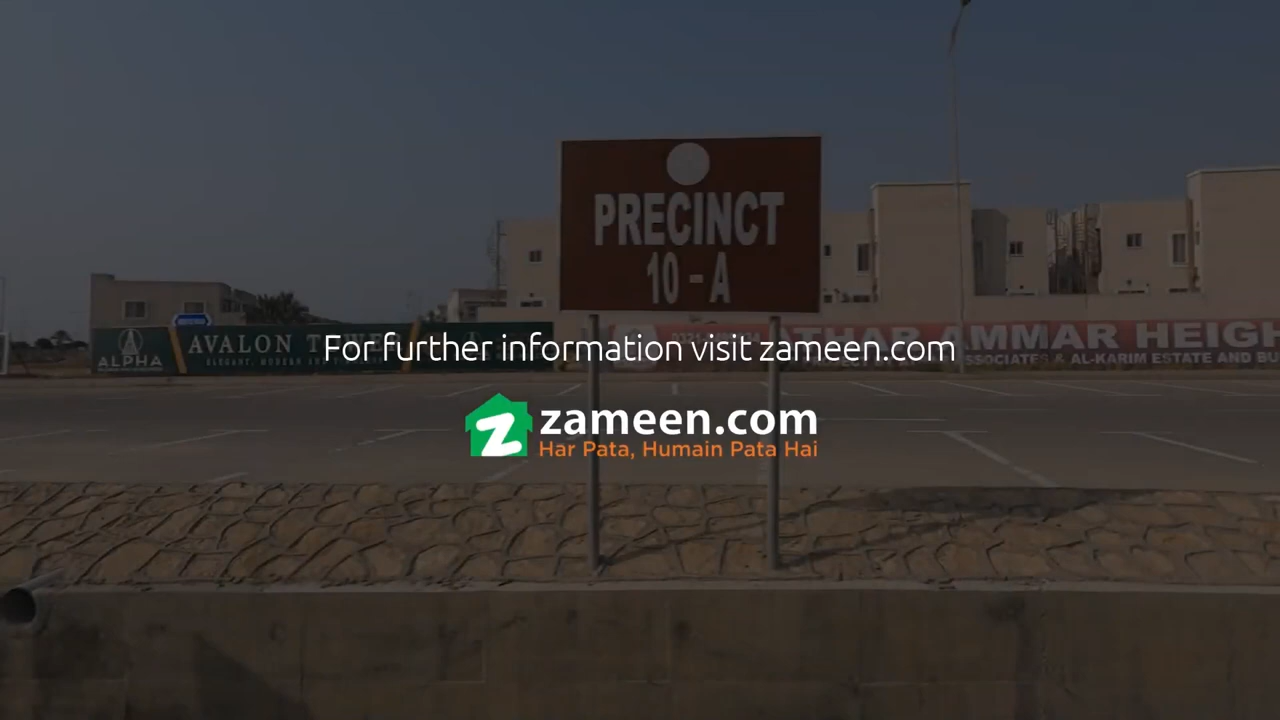 PRECINCT
10 - A
AVALON
ALPHA
AMMAR HEIGH
ASSOCIATES & AL-KARIM ESTATE AND BU
For further information visit zameen.com
zameen.com
Har Pata, Humain Pata Hai